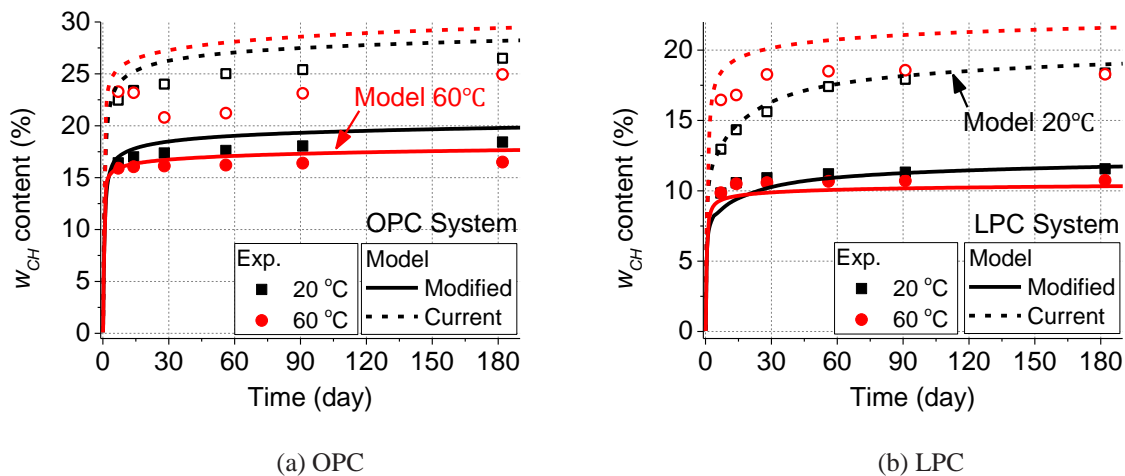 30
25
20
15
10
5
0
w_CH content (%)
Model 60℃
OPC System
Exp.
20 °C
60 °C
Model
Modified
Current
0 30 60 90 120 150 180
Time (day)
(a) OPC
20
15
10
5
0
w_CH content (%)
Model 20℃
LPC System
Exp.
20 °C
60 °C
Model
Modified
Current
0 30 60 90 120 150 180
Time (day)
(b) LPC